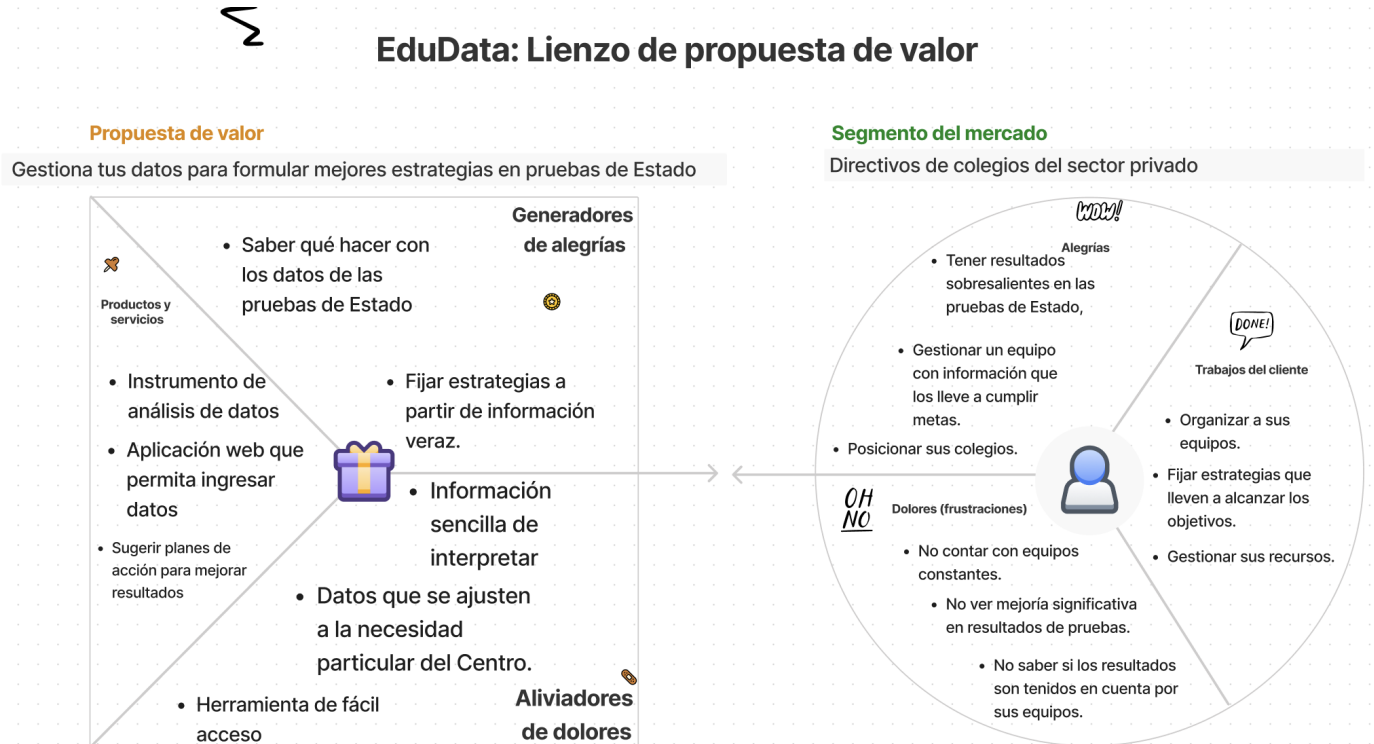 EduData: Lienzo de propuesta de valor
Propuesta de valor
Gestiona tus datos para formular mejores estrategias en pruebas de Estado
Generadores
de alegrías
• Saber qué hacer con
los datos de las
pruebas de Estado
Productos y
servicios
• Instrumento de
análisis de datos
• Aplicación web que
permita ingresar
datos
• Sugerir planes de
acción para mejorar
resultados
• Fijar estrategias a
partir de información
veraz.
• Información
sencilla de
interpretar
• Datos que se ajusten
a la necesidad
particular del Centro.
• Herramienta de fácil
acceso
Aliviadores
de dolores
Segmento del mercado
Directivos de colegios del sector privado
WOW!
Alegrías
• Tener resultados
sobresalientes en las
pruebas de Estado,
• Gestionar un equipo
con información que
los lleve a cumplir
metas.
• Posicionar sus colegios.
DONE!
Trabajos del cliente
• Organizar a sus
equipos.
• Fijar estrategias que
lleven a alcanzar los
objetivos.
• Gestionar sus recursos.
OH
NO
Dolores (frustraciones)
• No contar con equipos
constantes.
• No ver mejoría significativa
en resultados de pruebas.
• No saber si los resultados
son tenidos en cuenta por
sus equipos.